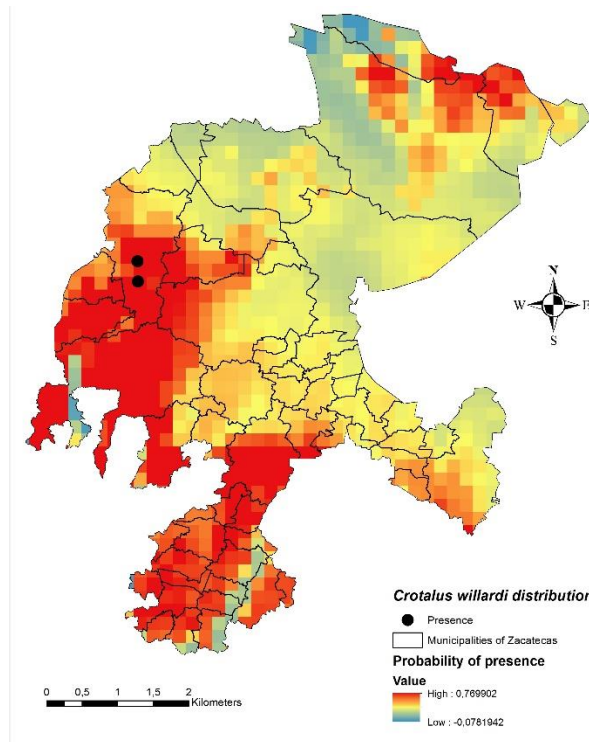 N
W E
S
Crotalus willardi distribution
Presence
Municipalities of Zacatecas
Probability of presence
Value
High : 0,769902
Low : -0,0781942
0 0,5 1 1,5 2
Kilometers